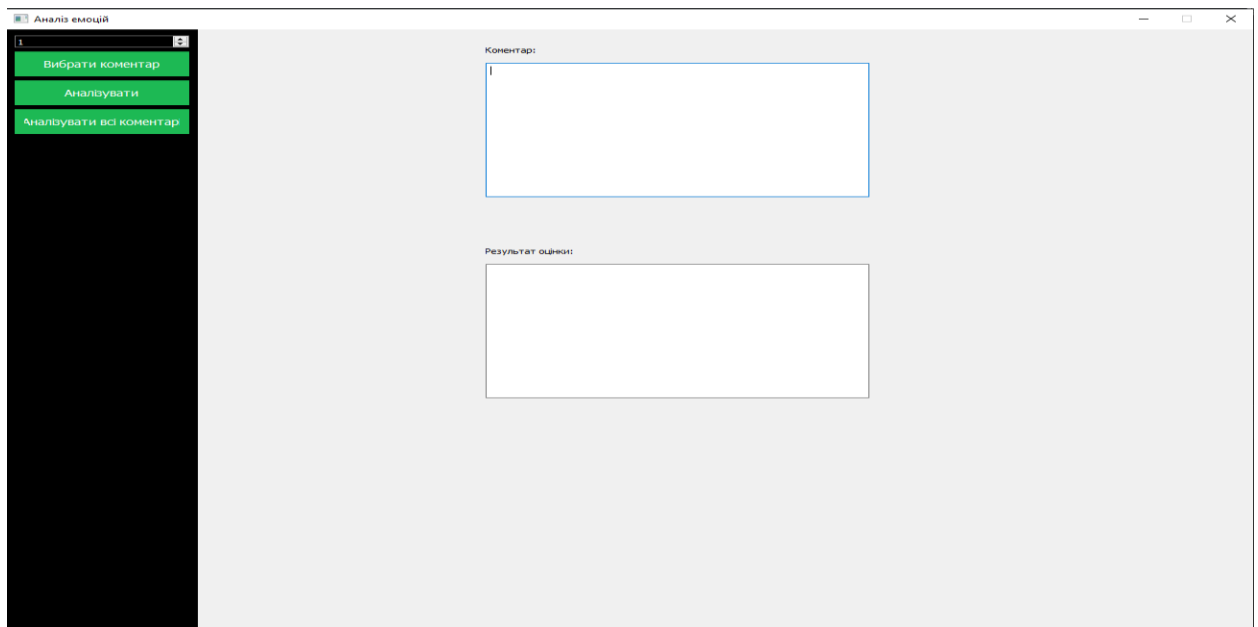 Аналіз емоцій
1
Вибрати коментар
Аналізувати
Аналізувати всі коментар
Коментар:
Результат оцінки: